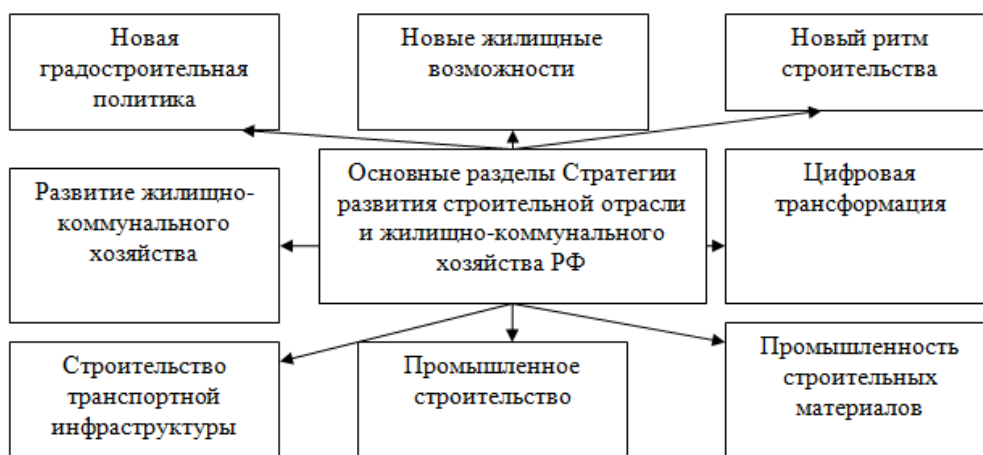 Новая
градостроительная
политика
Новые жилищные
возможности
Новый ритм
строительства
Развитие жилищно-
коммунального
хозяйства
Основные разделы Стратегии
развития строительной отрасли
и жилищно-коммунального
хозяйства РФ
Цифровая
трансформация
Строительство
транспортной
инфраструктуры
Промышленное
строительство
Промышленность
строительных
материалов